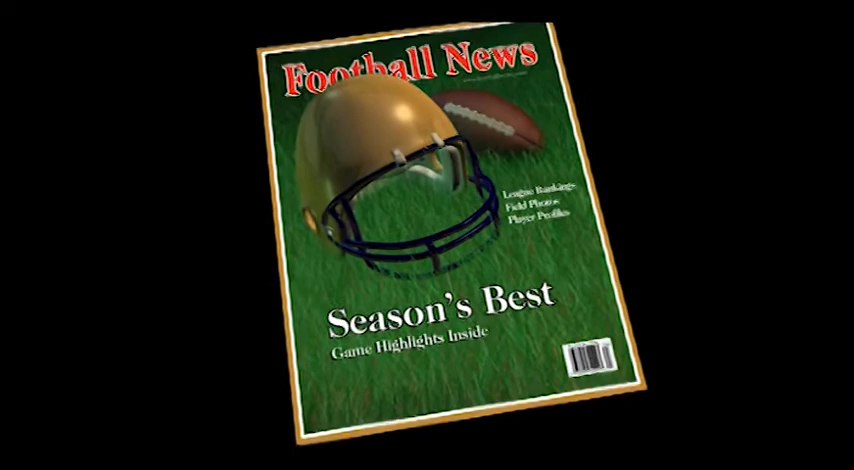 Football News
League Rankings
Field Photos
Player Profiles
Season's Best
Game Highlights Inside